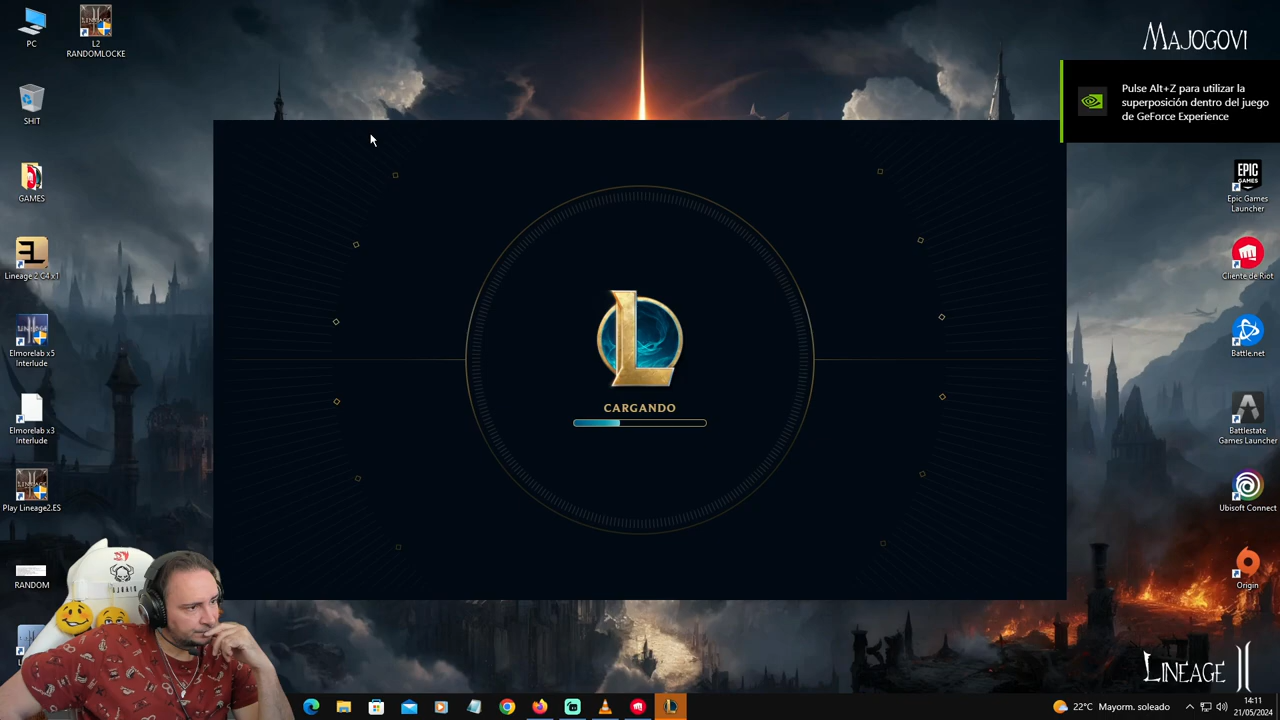 PC
L2
RANDOMLOCKE
SHIT
GAMES
Lineage 2 C4 x1
Elmorelab x5
Interlude
Elmorelab x3
Interlude
Play Lineage2.ES
RANDOM
MAJOGOVI
Pulse Alt+Z para utilizar la
superposición dentro del juego
de GeForce Experience
CARGANDO
EPIC
GAMES
Epic Games
Launcher
Cliente de Riot
Battle.net
Battlestate
Games Launcher
Ubisoft Connect
Origin
LINEAGE II
22°C Mayorm. soleado
14:11
21/05/2024